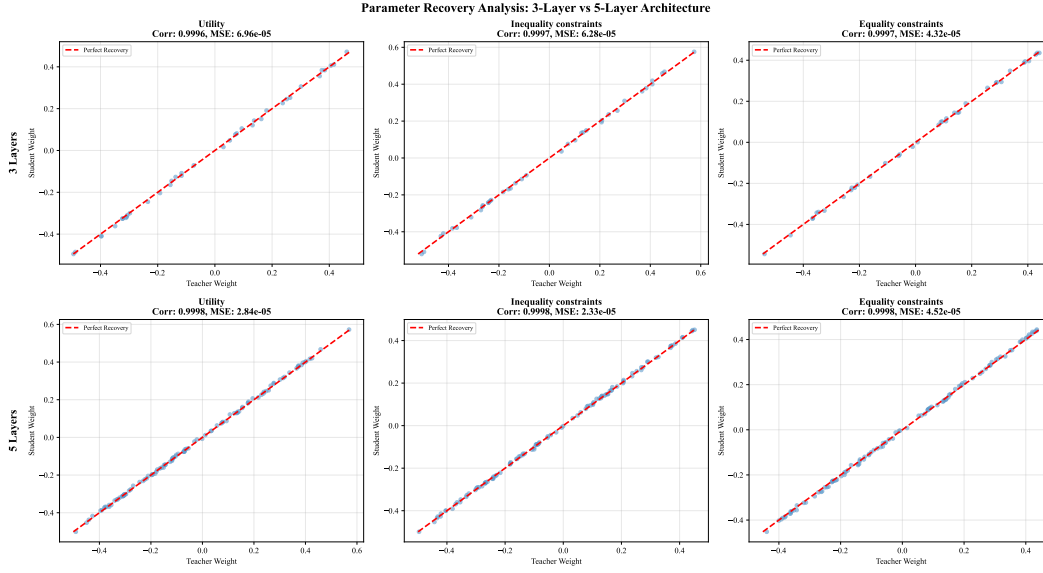 Parameter Recovery Analysis: 3-Layer vs 5-Layer Architecture
3 Layers
Utility
Corr: 0.9996, MSE: 6.96e-05
Perfect Recovery
Student Weight
0.4
0.2
0.0
−0.2
−0.4
−0.4
−0.2
0.0
0.2
0.4
Teacher Weight
Inequality constraints
Corr: 0.9997, MSE: 6.28e-05
Perfect Recovery
Student Weight
0.6
0.4
0.2
0.0
−0.2
−0.4
−0.4
−0.2
0.0
0.2
0.4
0.6
Teacher Weight
Equality constraints
Corr: 0.9997, MSE: 4.32e-05
Perfect Recovery
Student Weight
0.4
0.2
0.0
−0.2
−0.4
−0.4
−0.2
0.0
0.2
0.4
Teacher Weight
5 Layers
Utility
Corr: 0.9998, MSE: 2.84e-05
Perfect Recovery
Student Weight
0.6
0.4
0.2
0.0
−0.2
−0.4
−0.4
−0.2
0.0
0.2
0.4
0.6
Teacher Weight
Inequality constraints
Corr: 0.9998, MSE: 2.33e-05
Perfect Recovery
Student Weight
0.4
0.2
0.0
−0.2
−0.4
−0.4
−0.2
0.0
0.2
0.4
Teacher Weight
Equality constraints
Corr: 0.9998, MSE: 4.52e-05
Perfect Recovery
Student Weight
0.4
0.2
0.0
−0.2
−0.4
−0.4
−0.2
0.0
0.2
0.4
Teacher Weight